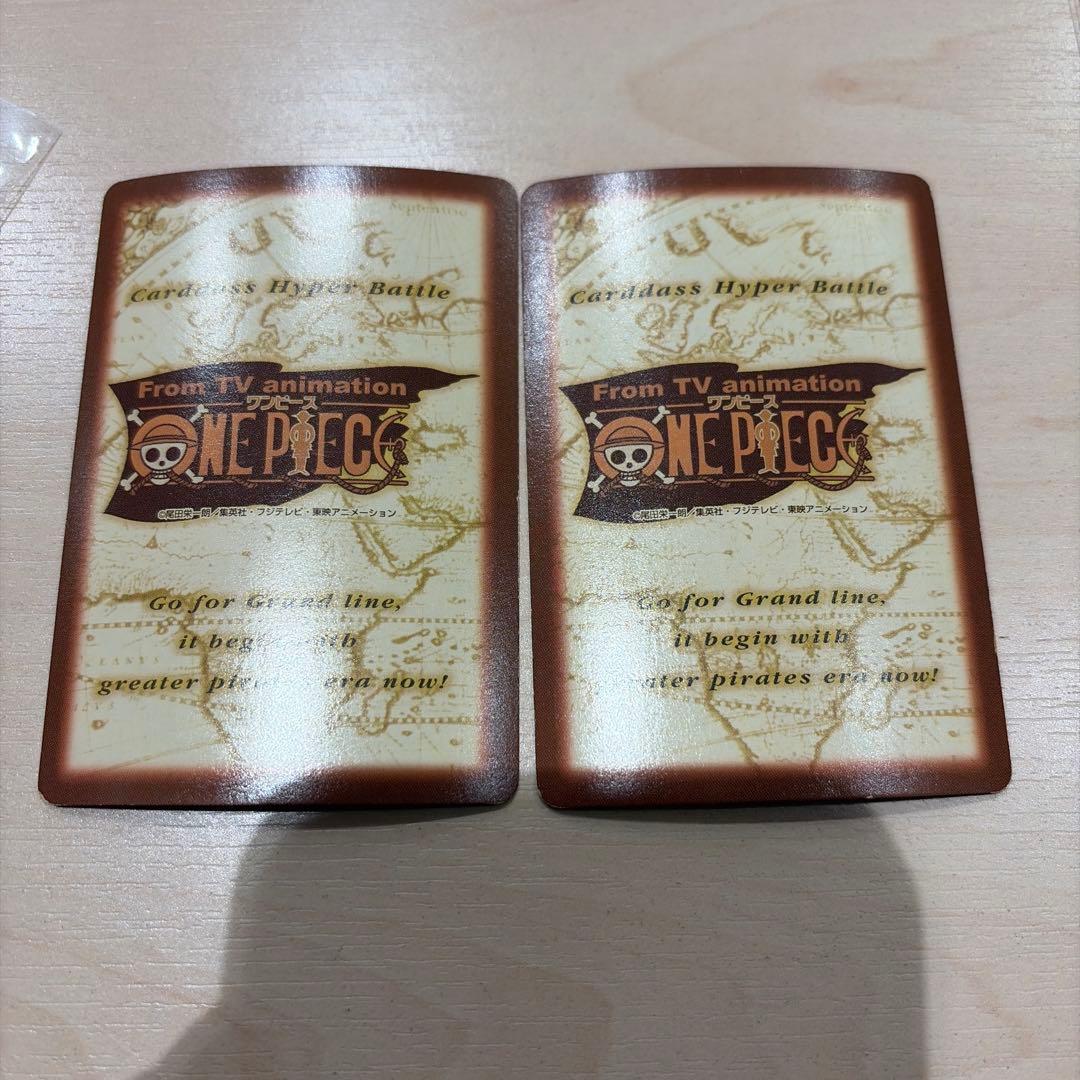 Septentrio
Carddass Hyper Battle
From TV animation
ワンピース
ONE PIECE
©尾田栄一郎/集英社・フジテレビ・東映アニメーション
Go for Grand line,
it begin with
greater pirates era now!
Septentrio
Carddass Hyper Battle
From TV animation
ワンピース
ONE PIECE
©尾田栄一郎/集英社・フジテレビ・東映アニメーション
Go for Grand line,
it begin with
pirates era now!